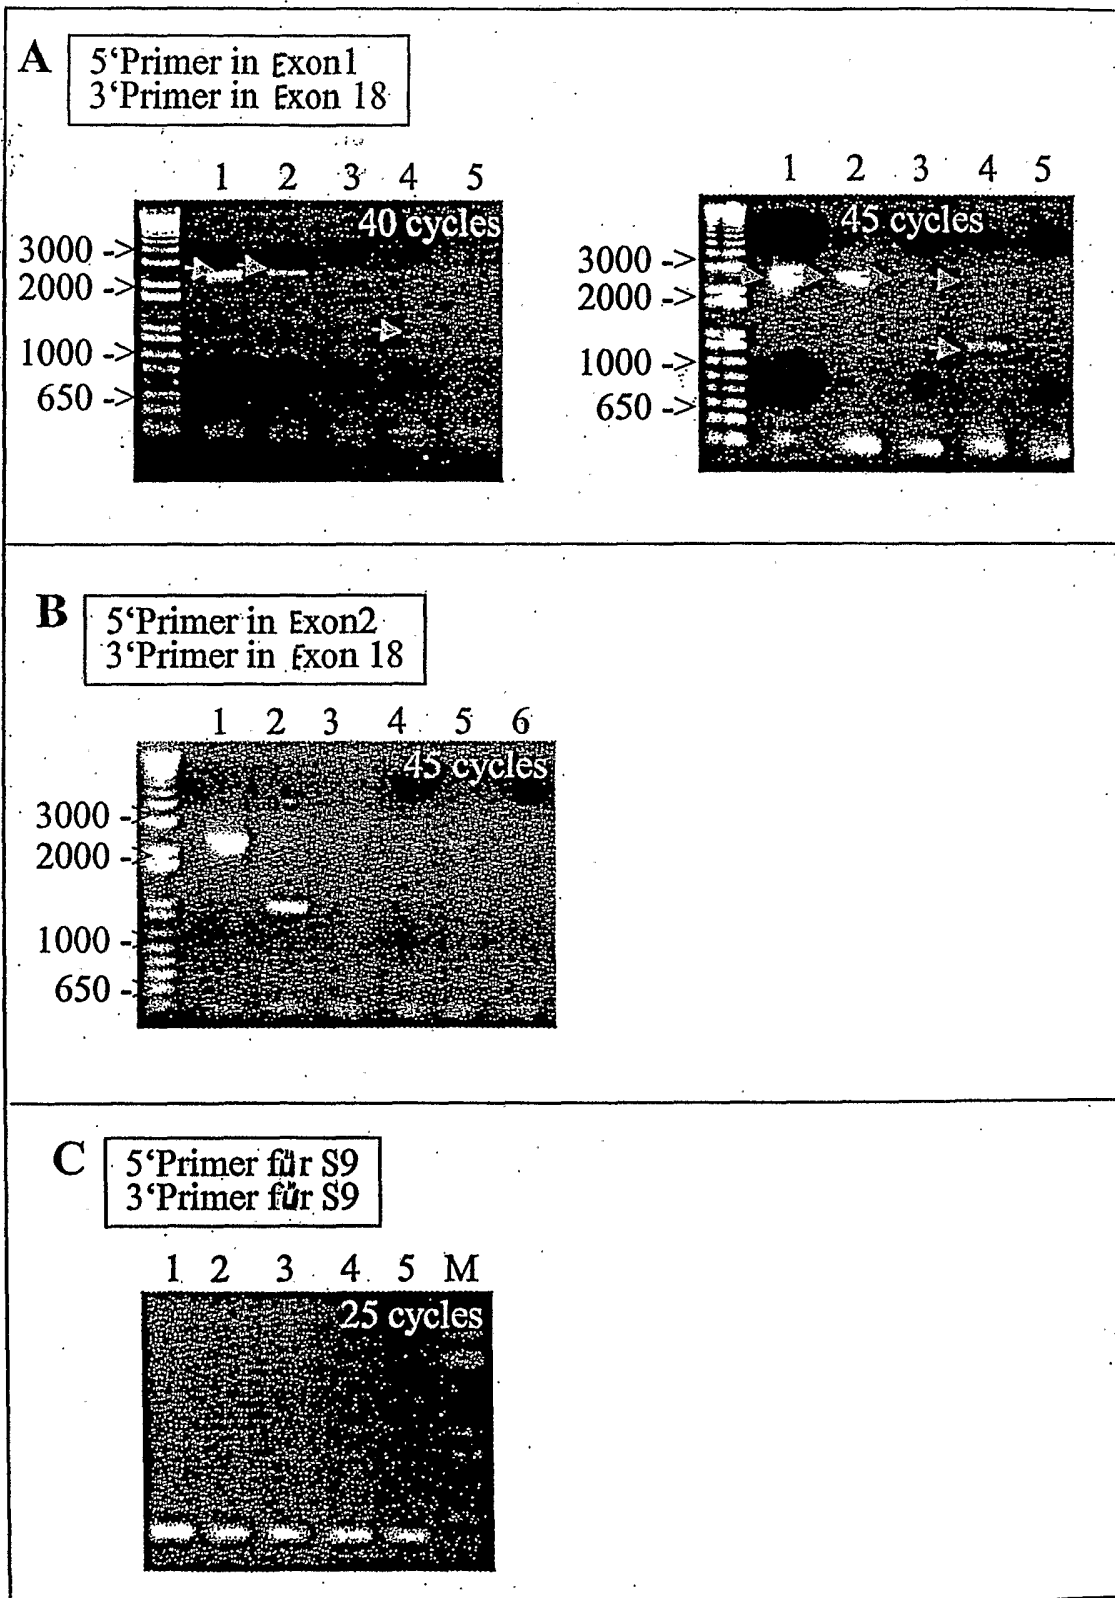 A
5‘Primer in Exon1
3‘Primer in Exon 18
1 2 3 4 5
40 cycles
3000 ->
2000 ->
1000 ->
650 ->
1 2 3 4 5
45 cycles
3000 ->
2000 ->
1000 ->
650 ->
B
5‘Primer in Exon2
3‘Primer in Exon 18
1 2 3 4 5 6
45 cycles
3000 ->
2000 ->
1000 ->
650 ->
C
5‘Primer für S9
3‘Primer für S9
1 2 3 4 5 M
25 cycles